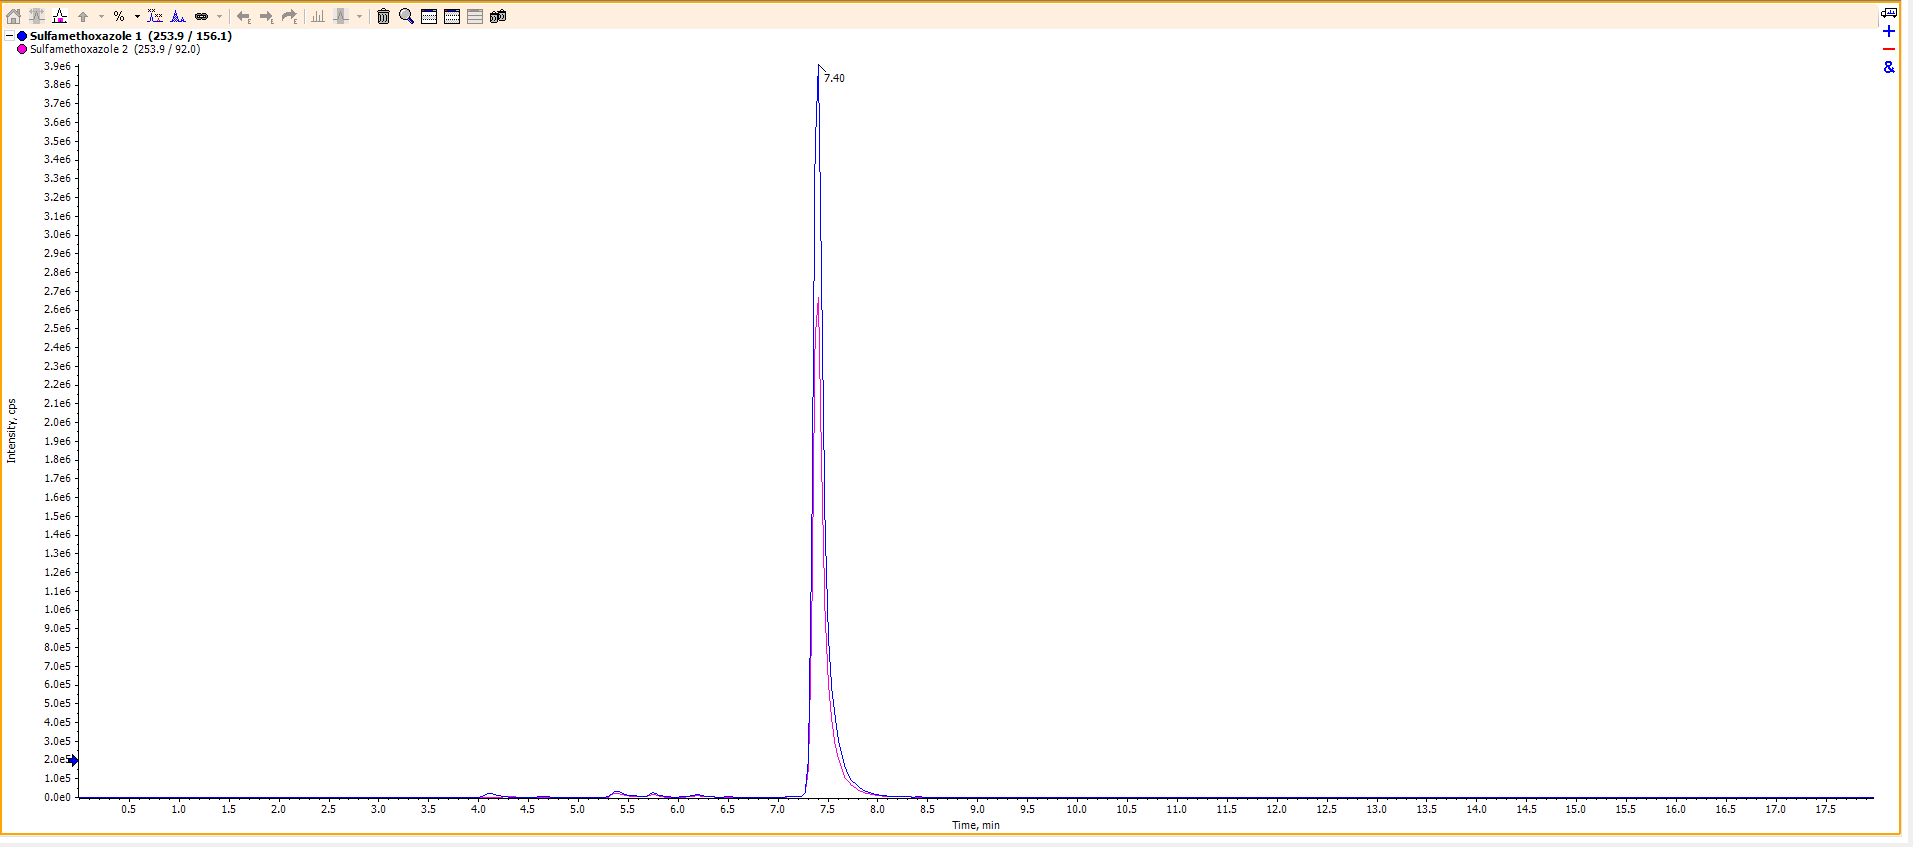 %
Sulfamethoxazole 1 (253.9 / 156.1)
Sulfamethoxazole 2 (253.9 / 92.0)
&
7.40
3.9e6
3.8e6
3.7e6
3.6e6
3.5e6
3.4e6
3.3e6
3.2e6
3.1e6
3.0e6
2.9e6
2.8e6
2.7e6
2.6e6
2.5e6
2.4e6
2.3e6
2.2e6
2.1e6
2.0e6
1.9e6
1.8e6
1.7e6
1.6e6
1.5e6
1.4e6
1.3e6
1.2e6
1.1e6
1.0e6
9.0e5
8.0e5
7.0e5
6.0e5
5.0e5
4.0e5
3.0e5
2.0e5
1.0e5
0.0e0
Intensity, cps
0.5 1.0 1.5 2.0 2.5 3.0 3.5 4.0 4.5 5.0 5.5 6.0 6.5 7.0 7.5 8.0 8.5 9.0 9.5 10.0 10.5 11.0 11.5 12.0 12.5 13.0 13.5 14.0 14.5 15.0 15.5 16.0 16.5 17.0 17.5
Time, min